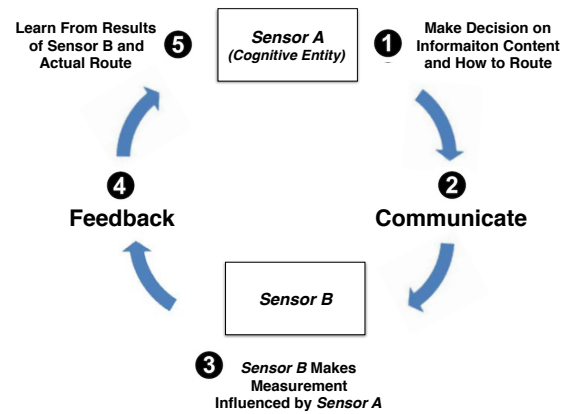 Learn From Results
of Sensor B and
Actual Route
5
Sensor A
(Cognitive Entity)
1
Make Decision on
Informaiton Content
and How to Route
4
Feedback
2
Communicate
Sensor B
3
Sensor B Makes
Measurement
Influenced by Sensor A